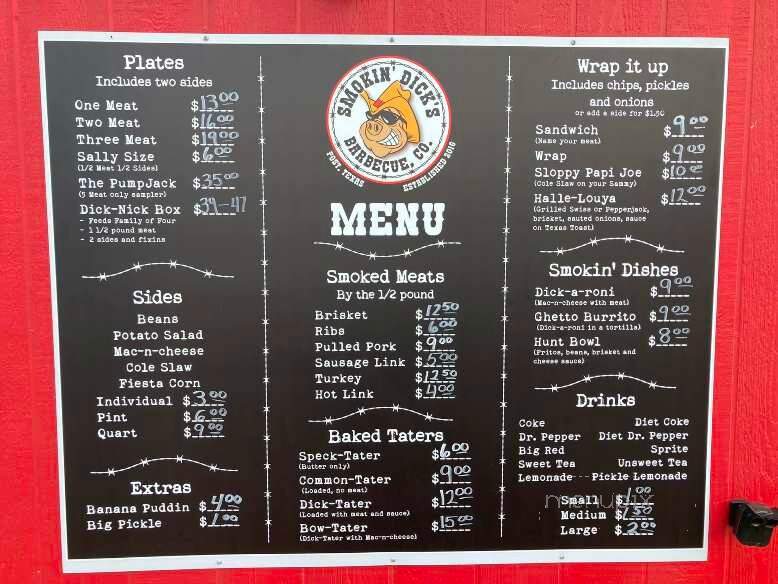 Plates
Includes two sides
One Meat $13.00
Two Meat $16.00
Three Meat $19.00
Sally Size $6.00
(1/2 Meat 1/2 Sides)
The PumpJack $35.00
(5 Meat only sampler)
Dick-Nick Box $39-47
- Feeds Family of Four
- 1 1/2 pound meat
- 2 sides and fixins
Sides
Beans
Potato Salad
Mac-n-cheese
Cole Slaw
Fiesta Corn
Individual $3.00
Pint $6.00
Quart $9.00
Extras
Banana Puddin $4.00
Big Pickle $1.00
SMOKIN' DICK'S
BARBECUE, CO.
POST, TEXAS
ESTABLISHED 2016
MENU
Smoked Meats
By the 1/2 pound
Brisket $12.50
Ribs $6.00
Pulled Pork $9.00
Sausage Link $5.00
Turkey $12.50
Hot Link $4.00
Baked Taters
Speck-Tater $6.00
(Butter only)
Common-Tater $9.00
(Loaded, no meat)
Dick-Tater $12.00
(Loaded with meat and sauce)
Bow-Tater $15.00
(Dick-Tater with Mac-n-cheese)
Wrap it up
Includes chips, pickles
and onions
or add a side for $1.50
Sandwich $9.00
(Name your meat)
Wrap $9.00
Sloppy Papi Joe $10.00
(Cole Slaw on your Sammy)
Halle-Louya $12.00
(Grilled Swiss or Pepperjack,
brisket, sauted onions, sauce
on Texas Toast)
Smokin' Dishes
Dick-a-roni $9.00
(Mac-n-cheese with meat)
Ghetto Burrito $9.00
(Dick-a-roni in a tortilla)
Hunt Bowl $8.00
(Fritos, beans, brisket and
cheese sauce)
Drinks
Coke Diet Coke
Dr. Pepper Diet Dr. Pepper
Big Red Sprite
Sweet Tea Unsweet Tea
Lemonade --- Pickle Lemonade
Small $1.00
Medium $1.50
Large $2.00
menupix